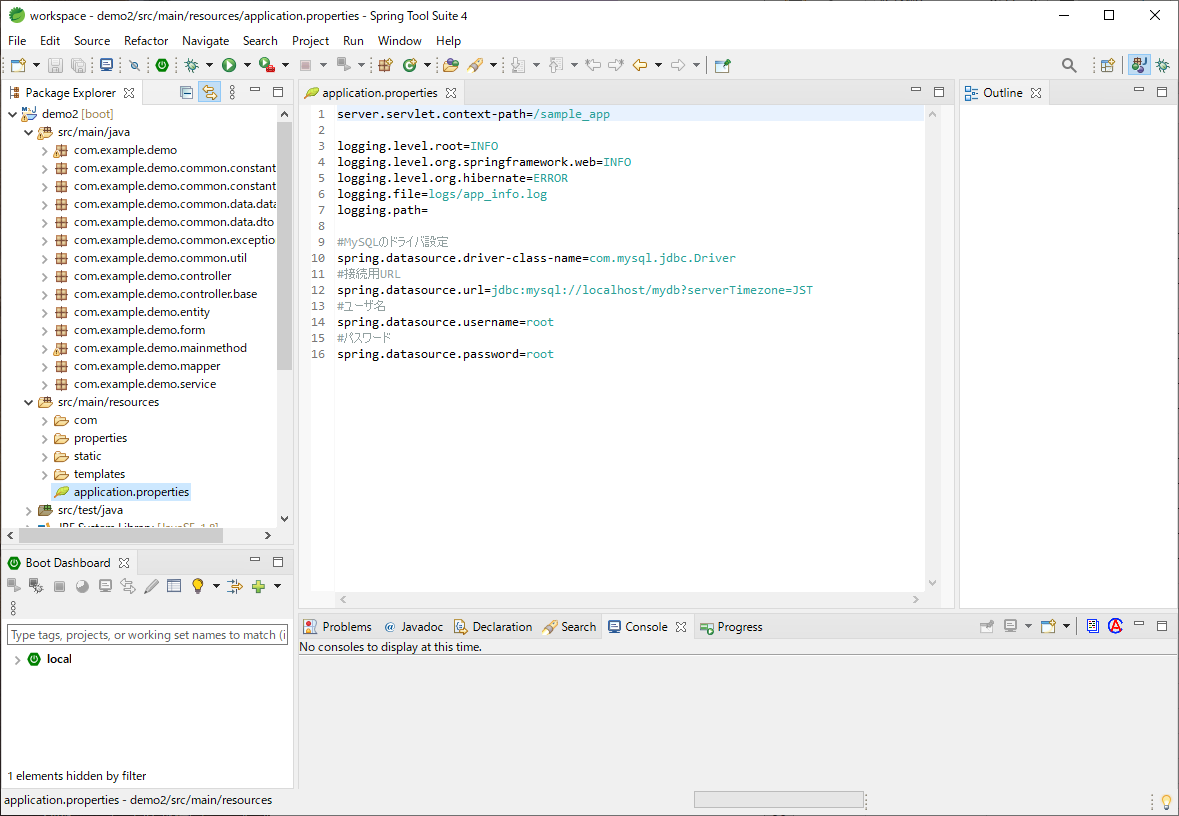 workspace - demo2/src/main/resources/application.properties - Spring Tool Suite 4
File Edit Source Refactor Navigate Search Project Run Window Help
Package Explorer
demo2 [boot]
src/main/java
com.example.demo
com.example.demo.common.constant
com.example.demo.common.constant
com.example.demo.common.data.data
com.example.demo.common.data.dto
com.example.demo.common.exceptio
com.example.demo.common.util
com.example.demo.controller
com.example.demo.controller.base
com.example.demo.entity
com.example.demo.form
com.example.demo.mainmethod
com.example.demo.mapper
com.example.demo.service
src/main/resources
com
properties
static
templates
application.properties
src/test/java
JRE System Library [JavaSE-1.8]
application.properties
1 server.servlet.context-path=/sample_app
2
3 logging.level.root=INFO
4 logging.level.org.springframework.web=INFO
5 logging.level.org.hibernate=ERROR
6 logging.file=logs/app_info.log
7 logging.path=
8
9 #MySQLのドライバ設定
10 spring.datasource.driver-class-name=com.mysql.jdbc.Driver
11 #接続用URL
12 spring.datasource.url=jdbc:mysql://localhost/mydb?serverTimezone=JST
13 #ユーザ名
14 spring.datasource.username=root
15 #パスワード
16 spring.datasource.password=root
Outline
Boot Dashboard
Type tags, projects, or working set names to match (i
local
1 elements hidden by filter
Problems @ Javadoc Declaration Search Console Progress
No consoles to display at this time.
application.properties - demo2/src/main/resources